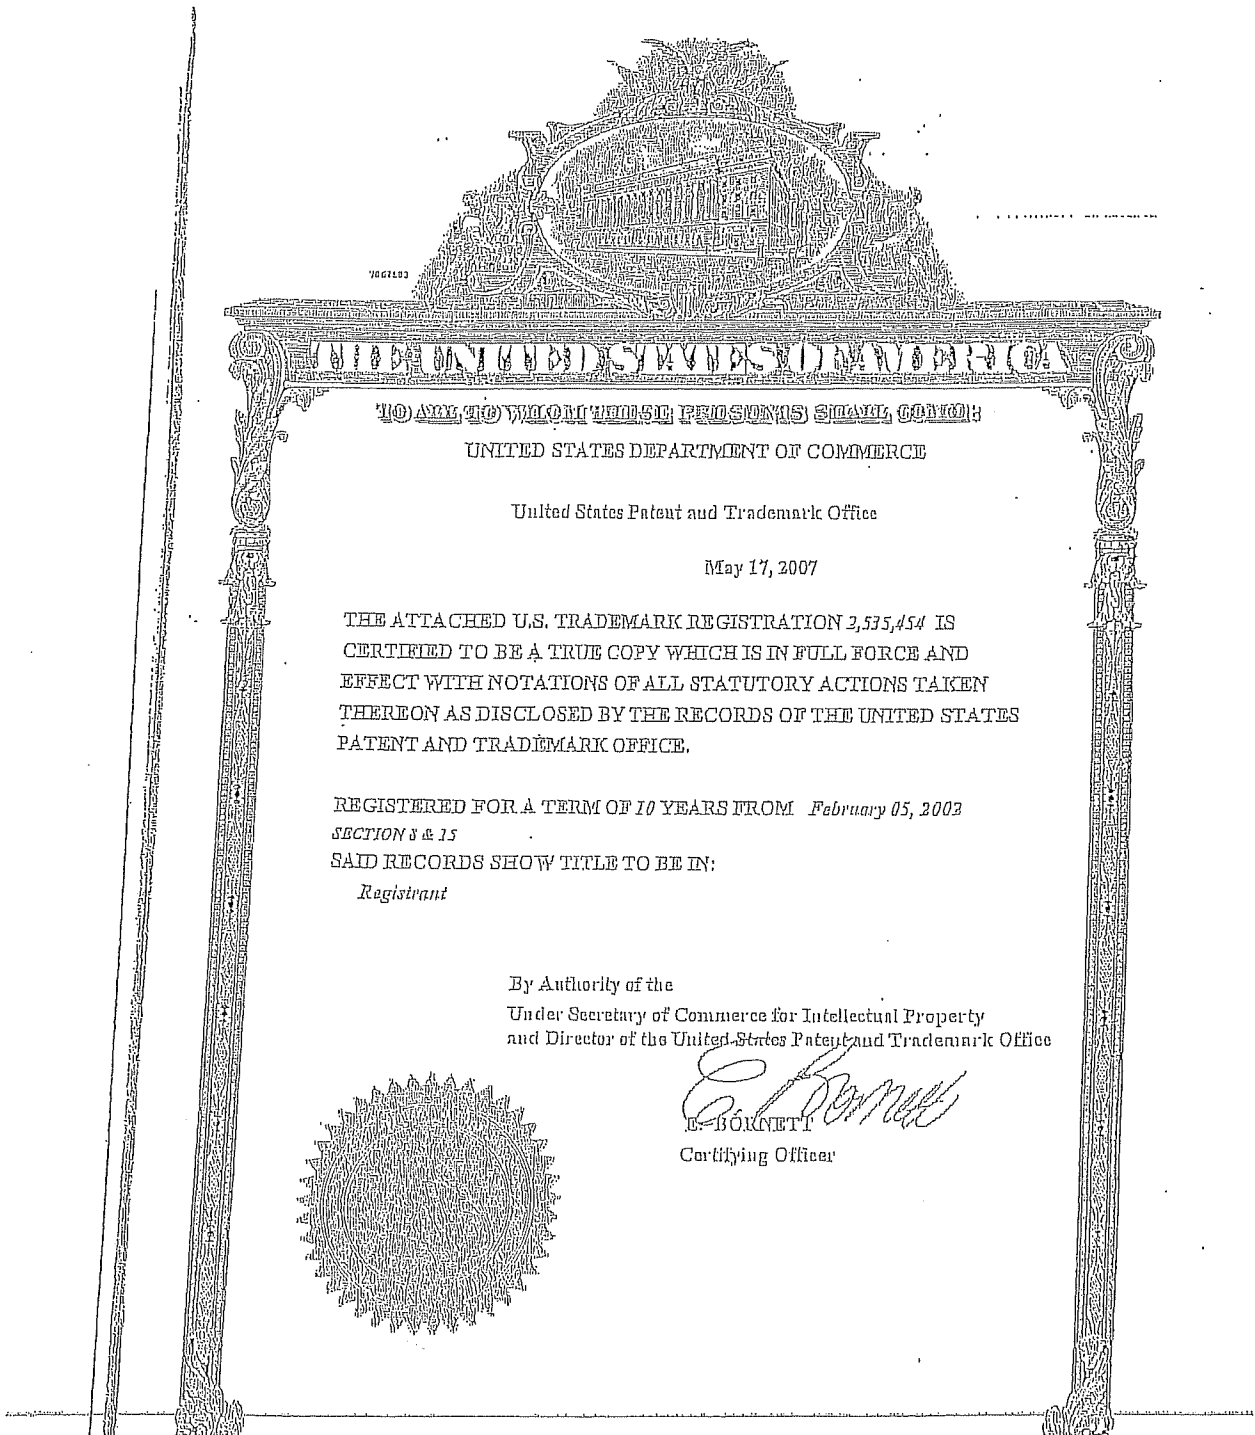 THE UNITED STATES OF AMERICA
TO ALL TO WHOM THESE PRESENTS SHALL COME:
UNITED STATES DEPARTMENT OF COMMERCE
United States Patent and Trademark Office
May 17, 2007
THE ATTACHED U.S. TRADEMARK REGISTRATION 2,535,454 IS
CERTIFIED TO BE A TRUE COPY WHICH IS IN FULL FORCE AND
EFFECT WITH NOTATIONS OF ALL STATUTORY ACTIONS TAKEN
THEREON AS DISCLOSED BY THE RECORDS OF THE UNITED STATES
PATENT AND TRADEMARK OFFICE.
REGISTERED FOR A TERM OF 10 YEARS FROM February 05, 2002
SECTION 8 & 15
SAID RECORDS SHOW TITLE TO BE IN:
Registrant
By Authority of the
Under Secretary of Commerce for Intellectual Property
and Director of the United States Patent and Trademark Office
E. BORNETT
Certifying Officer